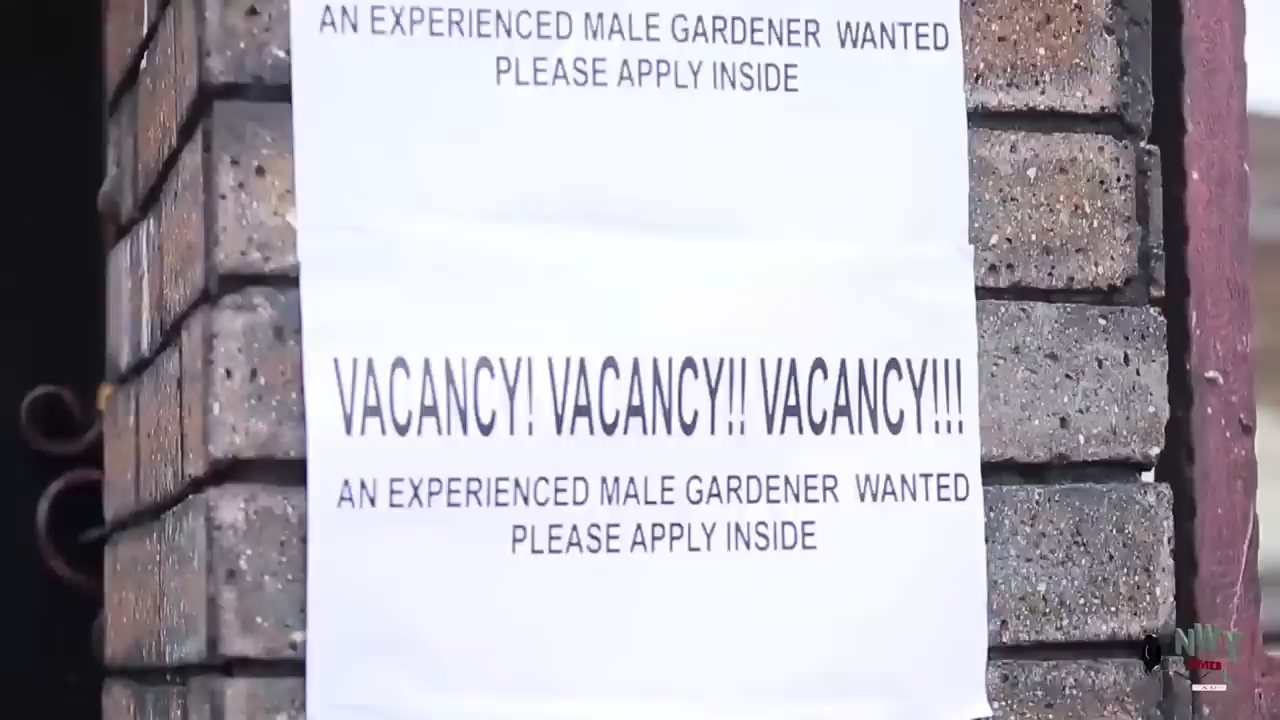 AN EXPERIENCED MALE GARDENER WANTED
PLEASE APPLY INSIDE
VACANCY! VACANCY!! VACANCY!!!
AN EXPERIENCED MALE GARDENER WANTED
PLEASE APPLY INSIDE